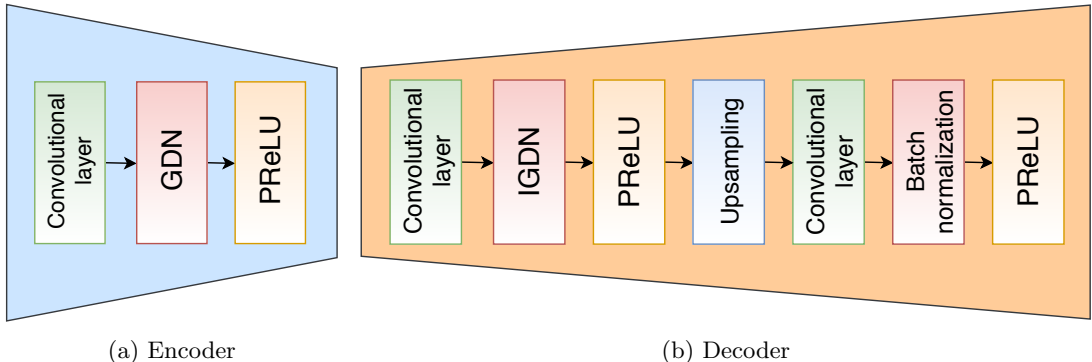 Convolutional
layer
GDN
PReLU
Convolutional
layer
IGDN
PReLU
Upsampling
Convolutional
layer
Batch
normalization
PReLU
(a) Encoder
(b) Decoder